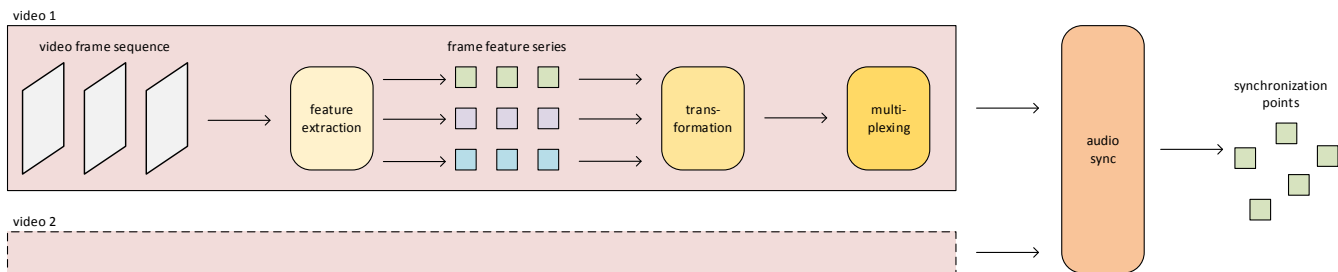 video 1
video frame sequence
feature
extraction
frame feature series
trans-
formation
multi-
plexing
audio
sync
synchronization
points
video 2